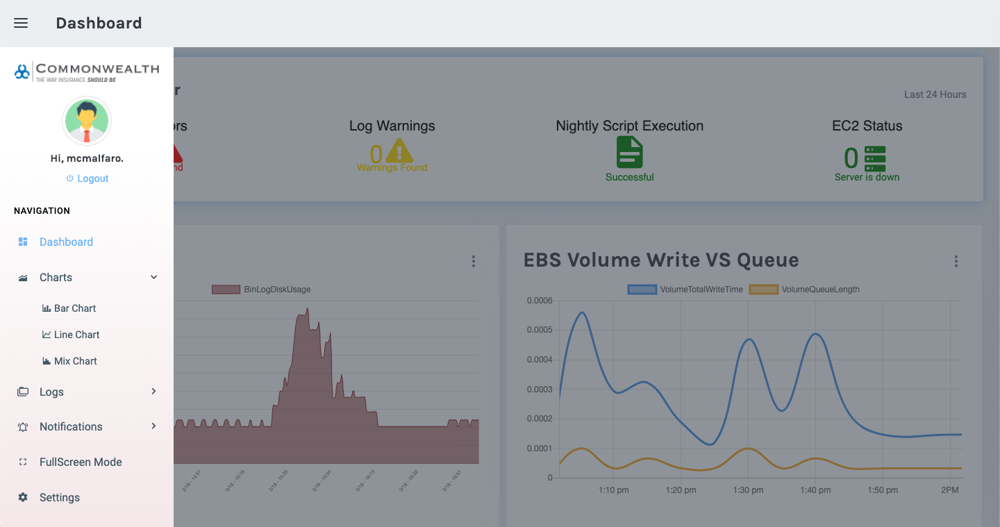 Dashboard
COMMONWEALTH
THE WAY INSURANCE SHOULD BE
Hi, mcmalfaro.
Logout
NAVIGATION
Dashboard
Charts
Bar Chart
Line Chart
Mix Chart
Logs
Notifications
FullScreen Mode
Settings
r
Last 24 Hours
ors
nd
Log Warnings
0
Warnings Found
Nightly Script Execution
Successful
EC2 Status
0
Server is down
BinLogDiskUsage
3/18 - 14:57
3/18 - 15:16
3/18 - 15:35
3/18 - 15:54
3/18 - 16:13
3/18 - 16:32
3/18 - 16:51
EBS Volume Write VS Queue
VolumeTotalWriteTime
VolumeQueueLength
0.0006
0.0005
0.0004
0.0003
0.0002
0.0001
0
1:10 pm
1:20 pm
1:30 pm
1:40 pm
1:50 pm
2PM